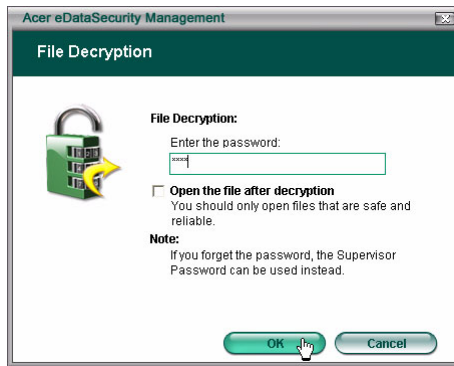 Acer eDataSecurity Management
File Decryption
File Decryption:
Enter the password:
****
Open the file after decryption
You should only open files that are safe and
reliable.
Note:
If you forget the password, the Supervisor
Password can be used instead.
OK
Cancel